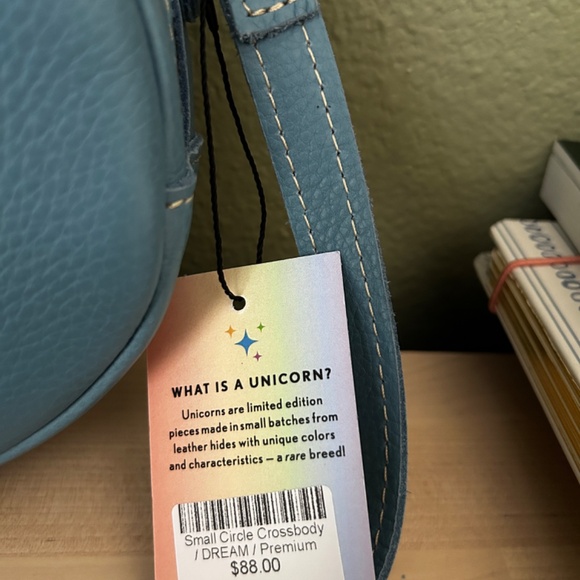 WHAT IS A UNICORN?
Unicorns are limited edition
pieces made in small batches from
leather hides with unique colors
and characteristics — a rare breed!
Small Circle Crossbody
/ DREAM / Premium
$88.00